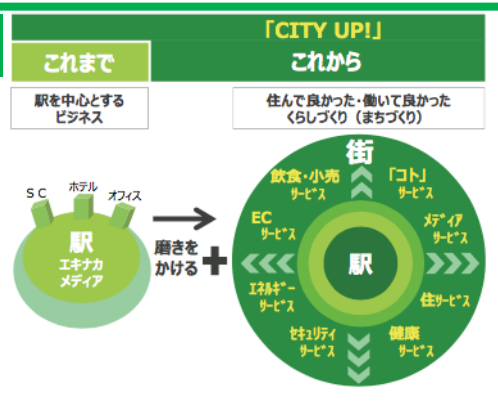 「CITY UP!」
これまで
これから
駅を中心とする
ビジネス
住んで良かった・働いて良かった
くらしづくり（まちづくり）
ＳＣ
ホテル
オフィス
駅
エキナカ
メディア
磨きを
かける
＋
街
飲食・小売
ｻｰﾋﾞｽ
「コト」
ｻｰﾋﾞｽ
EC
ｻｰﾋﾞｽ
ﾒﾃﾞｨｱ
ｻｰﾋﾞｽ
駅
ｴﾈﾙｷﾞｰ
ｻｰﾋﾞｽ
住ｻｰﾋﾞｽ
ｾｷｭﾘﾃｨ
ｻｰﾋﾞｽ
健康
ｻｰﾋﾞｽ